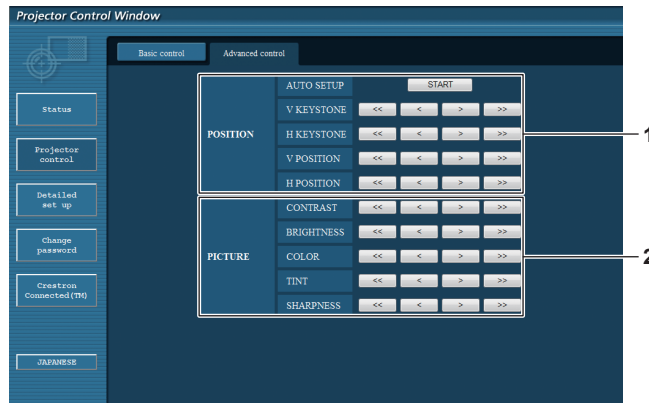 Projector Control Window
Basic control Advanced control
Status
Projector
control
Detailed
set up
Change
password
Crestron
Connected(TM)
JAPANESE
POSITION
AUTO SETUP START
V KEYSTONE << < > >>
H KEYSTONE << < > >>
V POSITION << < > >>
H POSITION << < > >>
PICTURE
CONTRAST << < > >>
BRIGHTNESS << < > >>
COLOR << < > >>
TINT << < > >>
SHARPNESS << < > >>
1
2